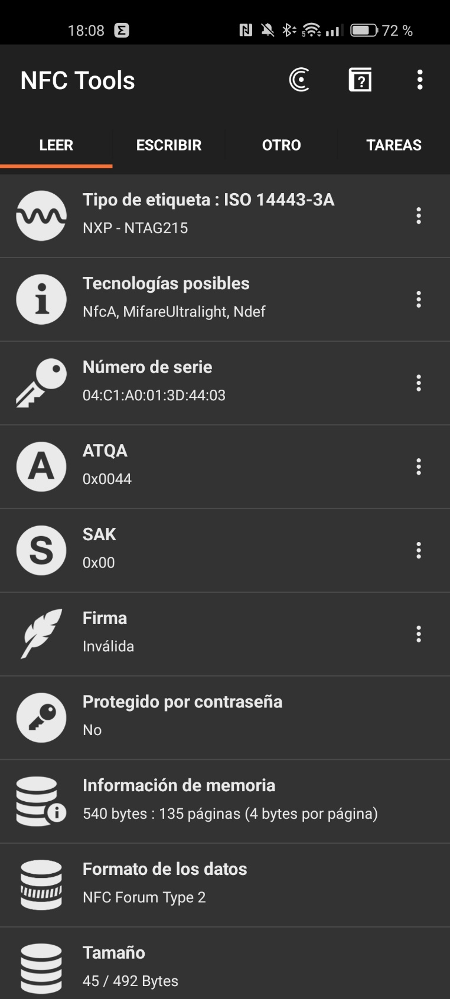 18:08 Σ 5 72 %
NFC Tools ?
LEER ESCRIBIR OTRO TAREAS
Tipo de etiqueta : ISO 14443-3A
NXP - NTAG215
Tecnologías posibles
NfcA, MifareUltralight, Ndef
Número de serie
04:C1:A0:01:3D:44:03
ATQA
A
0x0044
SAK
S
0x00
Firma
Inválida
Protegido por contraseña
No
Información de memoria
540 bytes : 135 páginas (4 bytes por página)
Formato de los datos
NFC Forum Type 2
Tamaño
45 / 492 Bytes